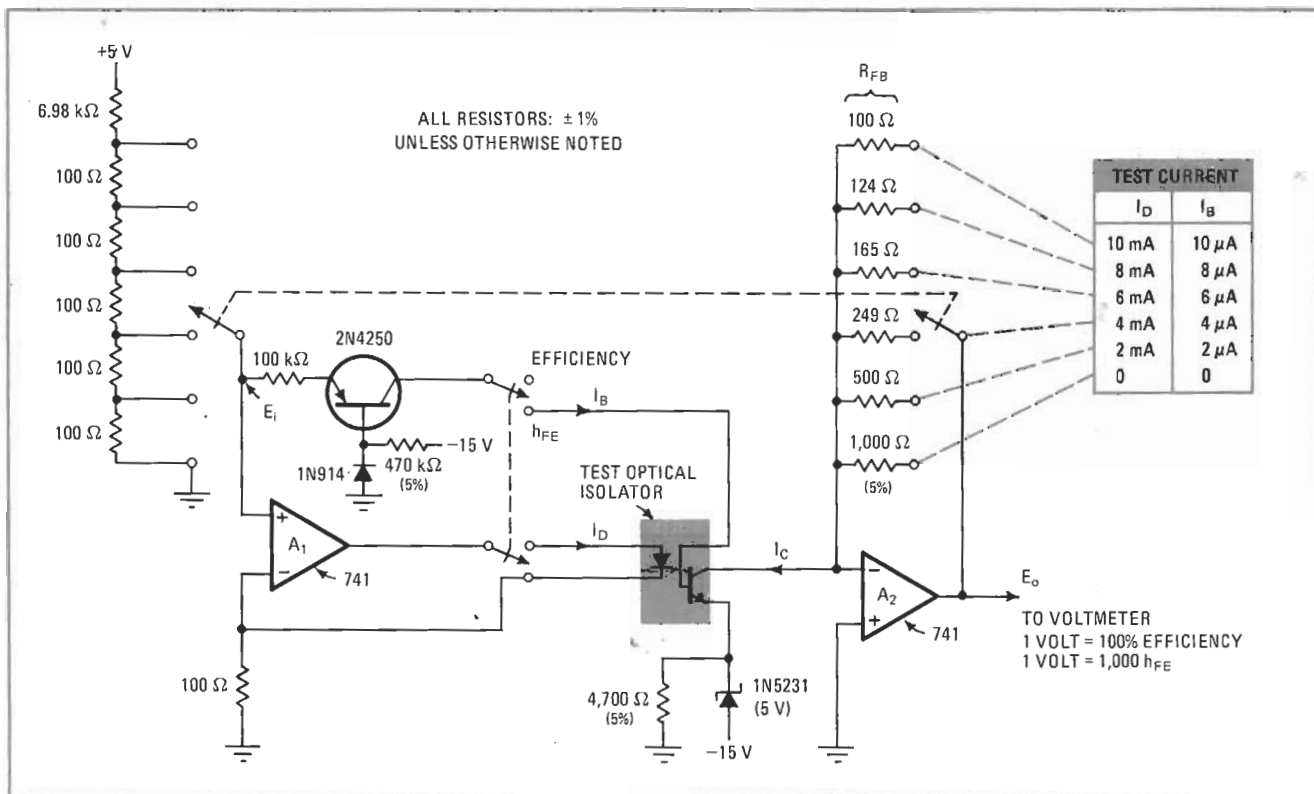 +5 V
6.98 kΩ
100 Ω
100 Ω
100 Ω
100 Ω
100 Ω
ALL RESISTORS: ± 1%
UNLESS OTHERWISE NOTED
E_i
100 kΩ
2N4250
1N914
470 kΩ
(5%)
−15 V
EFFICIENCY
I_B
h_FE
+
−
A_1
741
100 Ω
I_D
TEST OPTICAL
ISOLATOR
I_C
4,700 Ω
(5%)
1N5231
(5 V)
−15 V
R_FB
100 Ω
124 Ω
165 Ω
249 Ω
500 Ω
1,000 Ω
(5%)
−
+
A_2
741
E_o
TO VOLTMETER
1 VOLT = 100% EFFICIENCY
1 VOLT = 1,000 h_FE
TEST CURRENT
I_D I_B
10 mA 10 μA
8 mA 8 μA
6 mA 6 μA
4 mA 4 μA
2 mA 2 μA
0 0